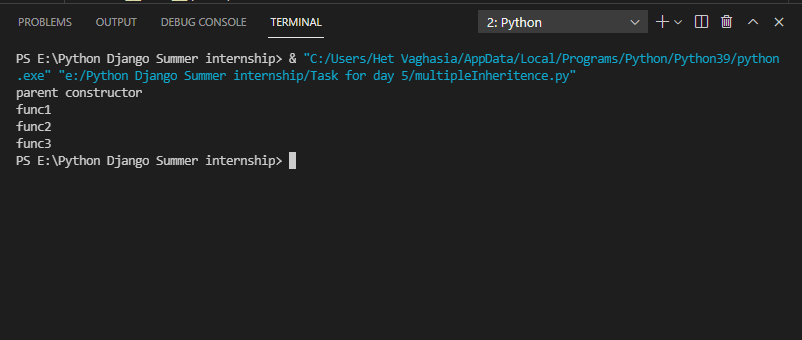 PROBLEMS OUTPUT DEBUG CONSOLE TERMINAL 2: Python
PS E:\Python Django Summer internship> & "C:/Users/Het Vaghasia/AppData/Local/Programs/Python/Python39/python
.exe" "e:/Python Django Summer internship/Task for day 5/multipleInheritence.py"
parent constructor
func1
func2
func3
PS E:\Python Django Summer internship>